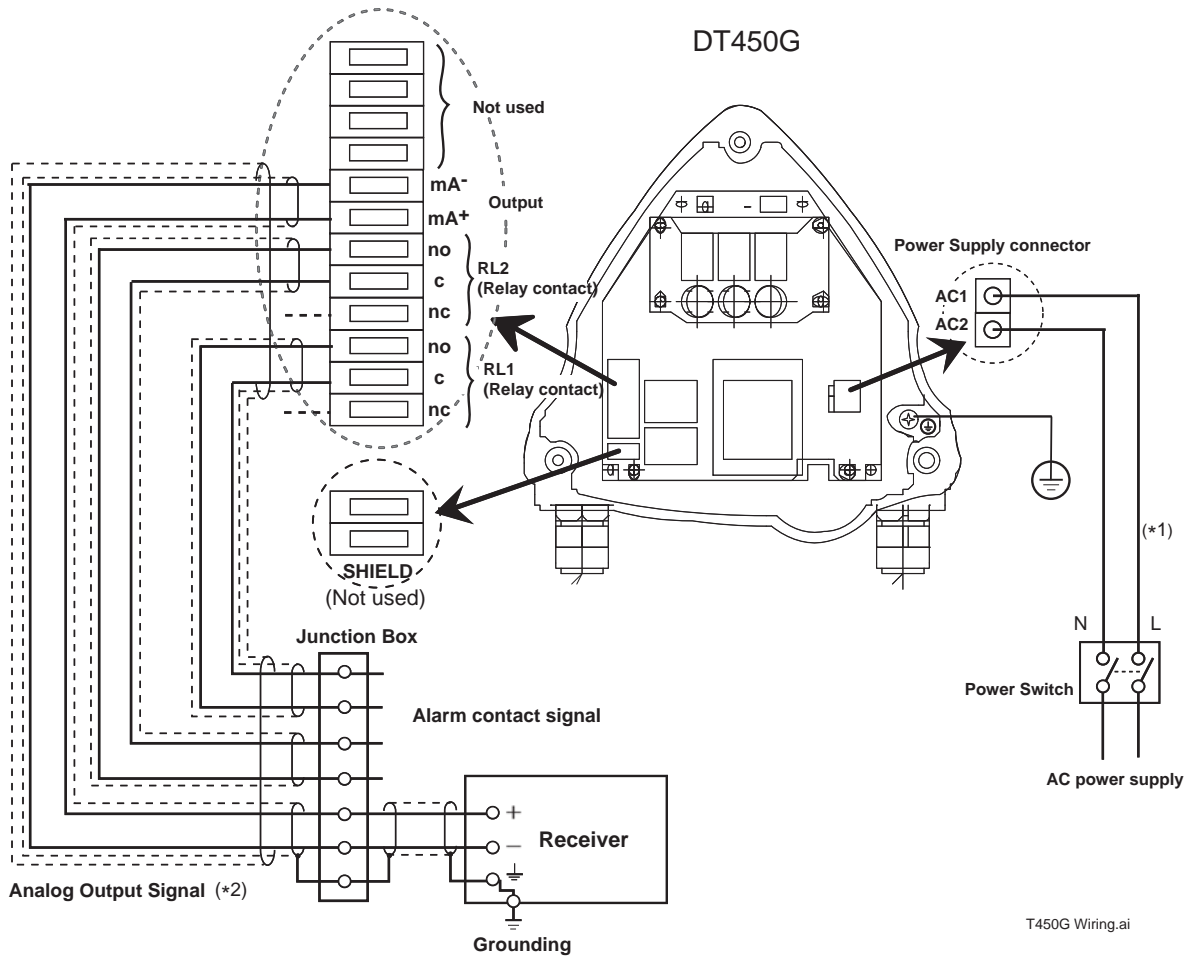 DT450G
Not used
mA-
mA+
Output
no
c
nc
RL2
(Relay contact)
no
c
nc
RL1
(Relay contact)
Power Supply connector
AC1
AC2
SHIELD
(Not used)
(*1)
N L
Power Switch
AC power supply
Junction Box
Alarm contact signal
+
Receiver
−
Analog Output Signal (*2)
Grounding
T450G Wiring.ai